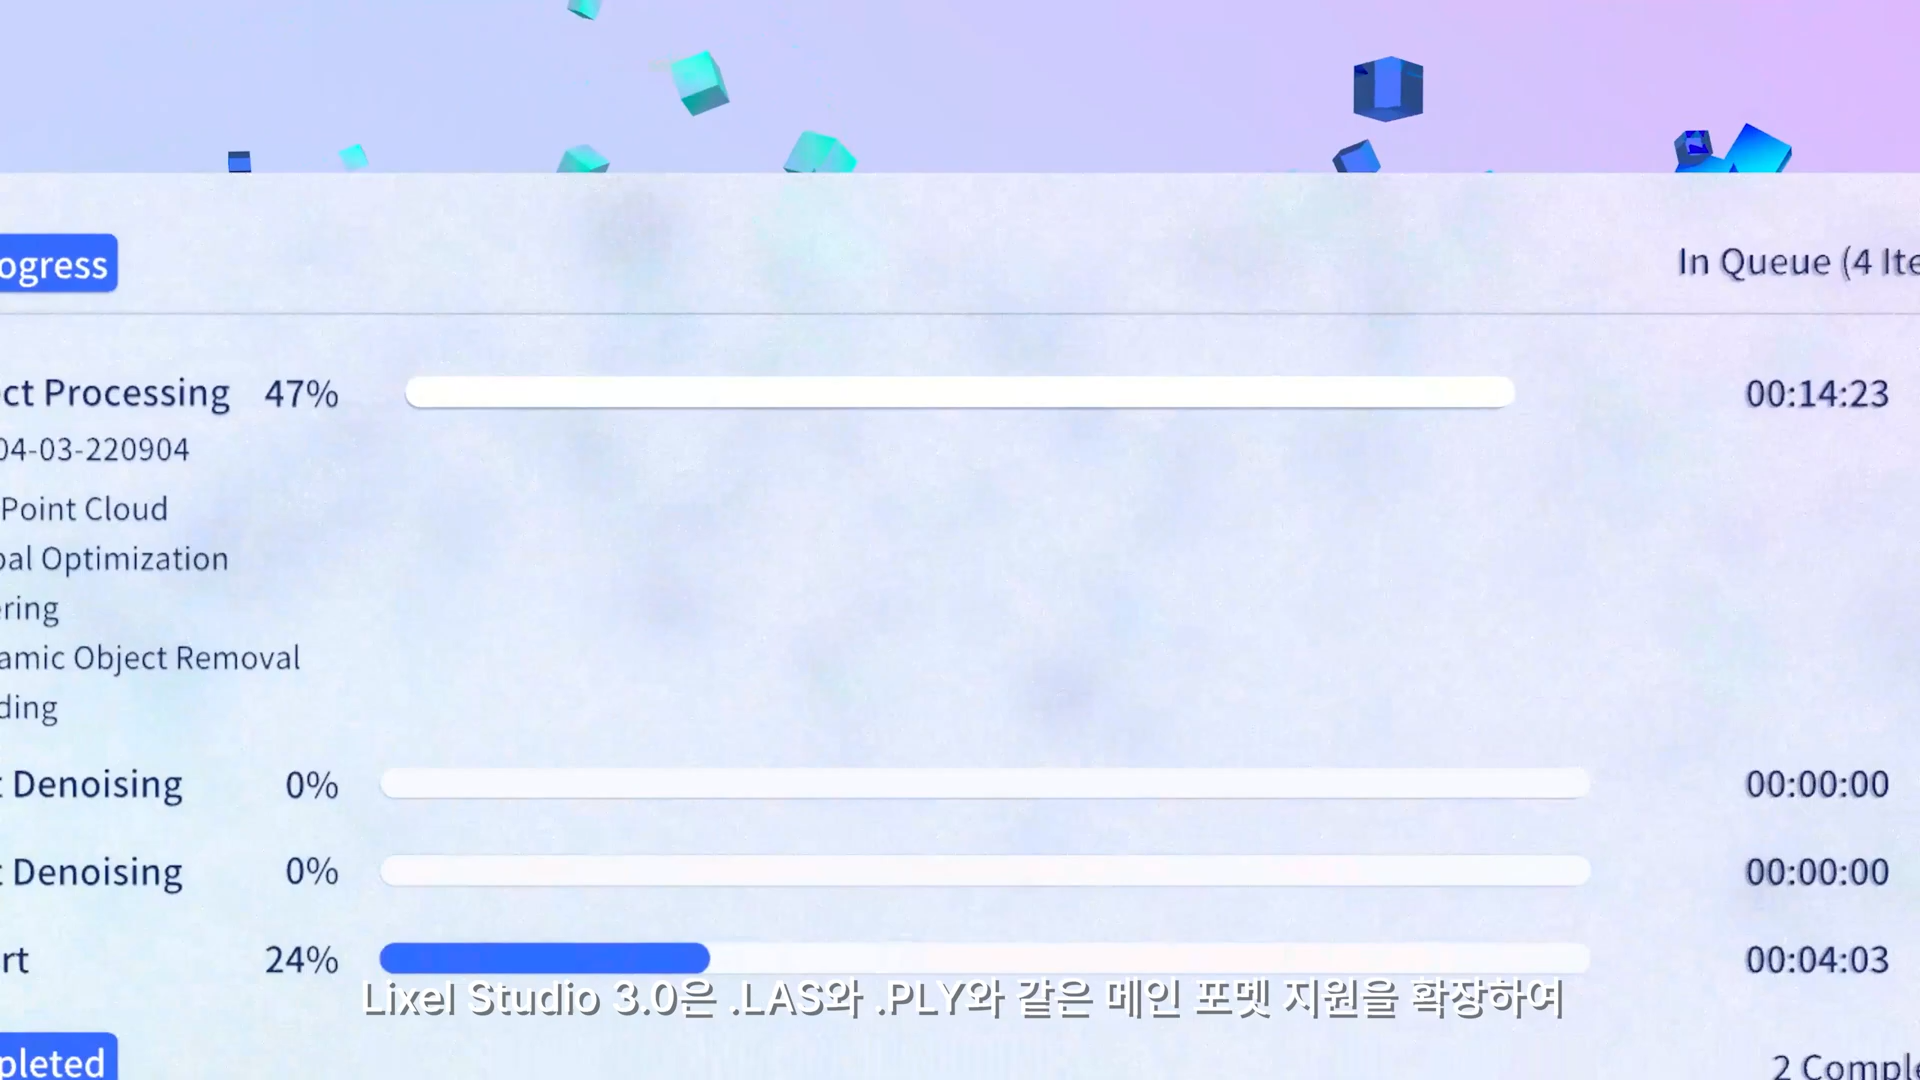 ogress
In Queue (4 Ite
ct Processing 47% 00:14:23
04-03-220904
Point Cloud
bal Optimization
ering
amic Object Removal
ding
t Denoising 0% 00:00:00
t Denoising 0% 00:00:00
rt 24% 00:04:03
Lixel Studio 3.0은 .LAS와 .PLY와 같은 메인 포멧 지원을 확장하여
pleted
2 Comple